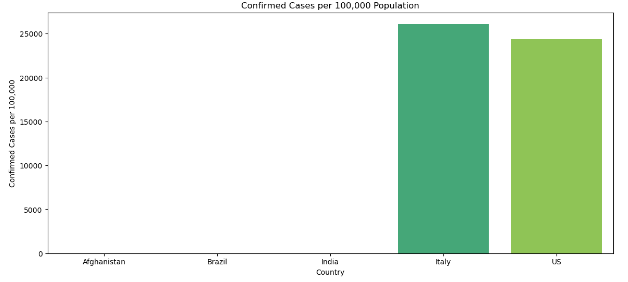 Confirmed Cases per 100,000 Population
Confirmed Cases per 100,000
25000
20000
15000
10000
5000
0
Afghanistan Brazil India Italy US
Country